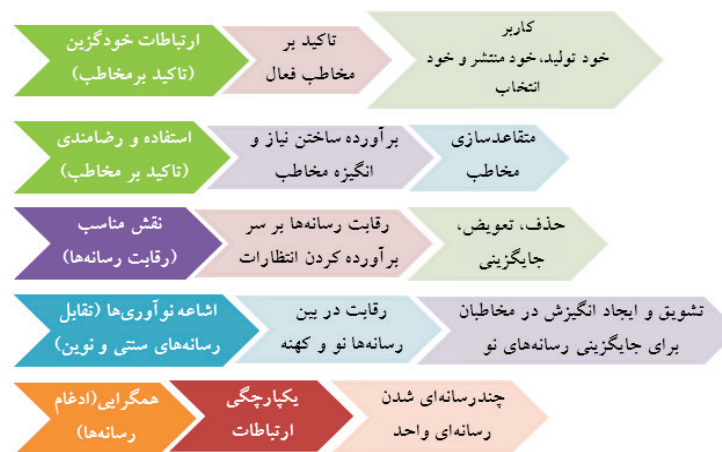 ارتباطات خودگزین
(تاکید برمخاطب)
تاکید بر
مخاطب فعال
کاربر
خود تولید، خود منتشر و خود
انتخاب
استفاده و رضامندی
(تاکید بر مخاطب)
برآورده ساختن نیاز و
انگیزه مخاطب
متقاعدسازی
مخاطب
نقش مناسب
(رقابت رسانه‌ها)
رقابت رسانه‌ها بر سر
برآورده کردن انتظارات
حذف، تعویض،
جایگزینی
اشاعه نوآوری‌ها (تقابل
رسانه‌های سنتی و نوین)
رقابت در بین
رسانه‌ها نو و کهنه
تشویق و ایجاد انگیزش در مخاطبان
برای جایگزینی رسانه‌های نو
همگرایی(ادغام
رسانه‌ها)
یکپارچگی
ارتباطات
چندرسانه‌ای شدن
رسانه‌ای واحد